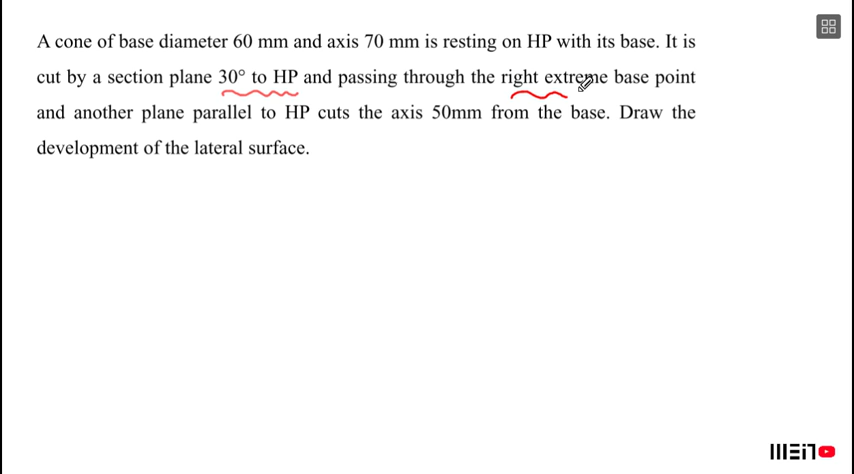 A cone of base diameter 60 mm and axis 70 mm is resting on HP with its base. It is
cut by a section plane 30° to HP and passing through the right extreme base point
and another plane parallel to HP cuts the axis 50mm from the base. Draw the
development of the lateral surface.